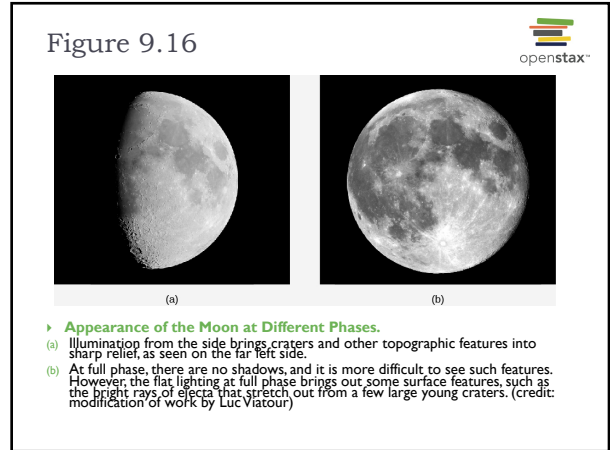 Figure 9.16
openstax™
(a)
(b)
Appearance of the Moon at Different Phases.
(a) Illumination from the side brings craters and other topographic features into
sharp relief, as seen on the far left side.
(b) At full phase, there are no shadows, and it is more difficult to see such features.
However, the flat lighting at full phase brings out some surface features, such as
the bright rays of ejecta that stretch out from a few large young craters. (credit:
modification of work by Luc Viatour)